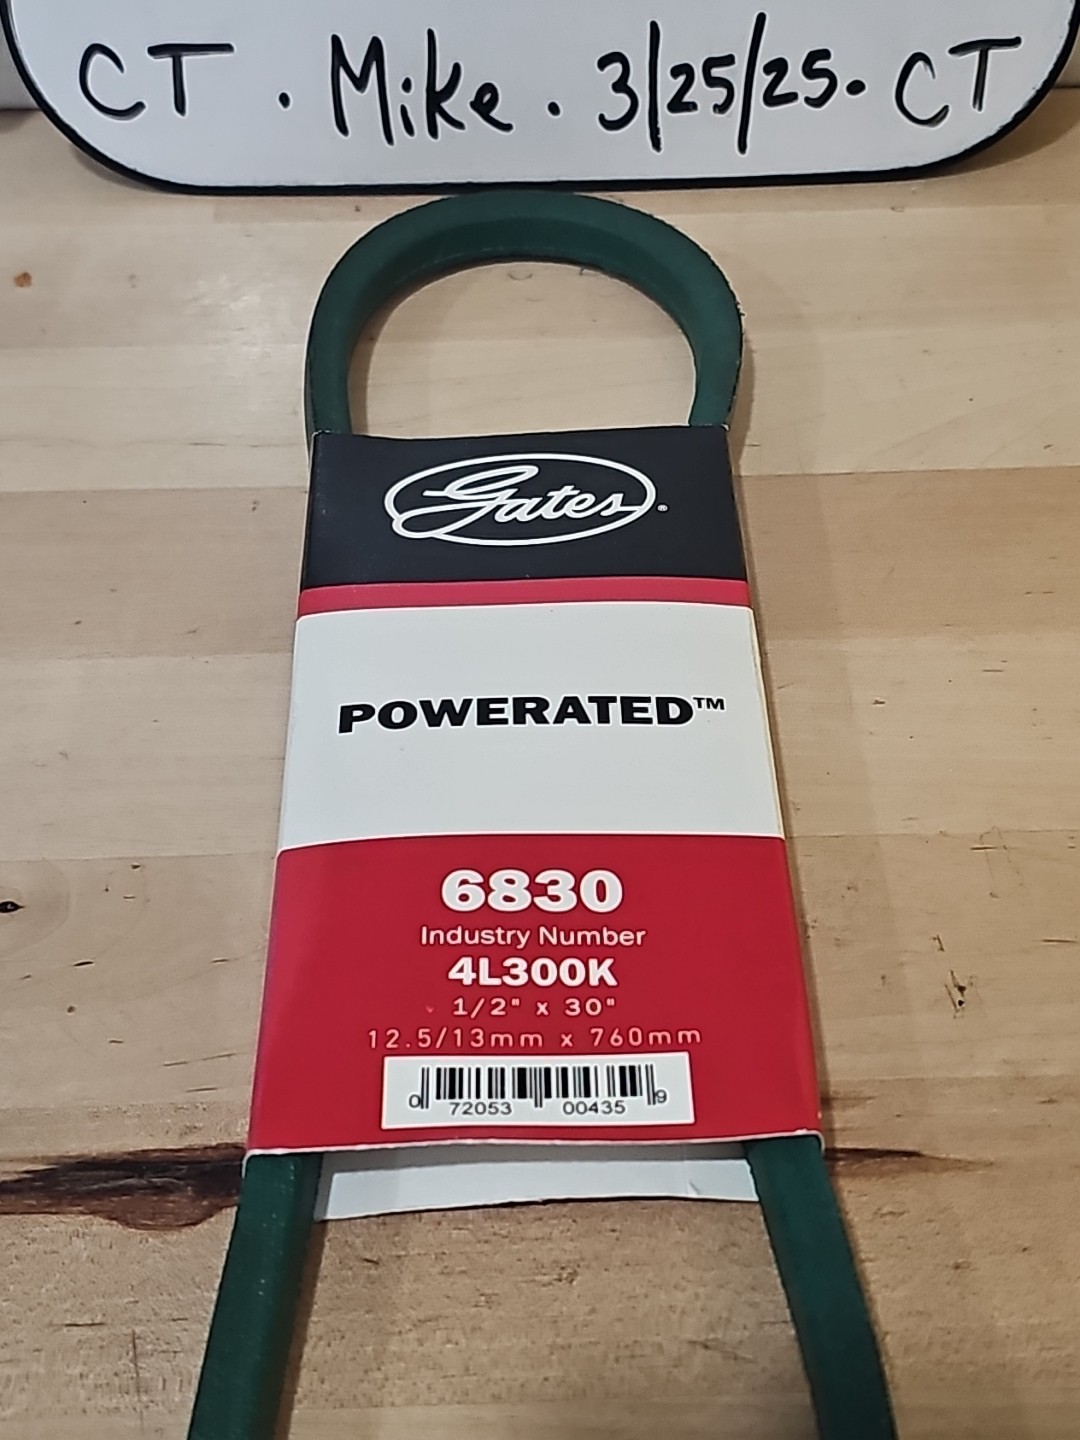 CT . Mike . 3/25/25. CT
Gates®
POWERATED™
6830
Industry Number
4L300K
1/2" x 30"
12.5/13mm x 760mm
0 72053 00435 9